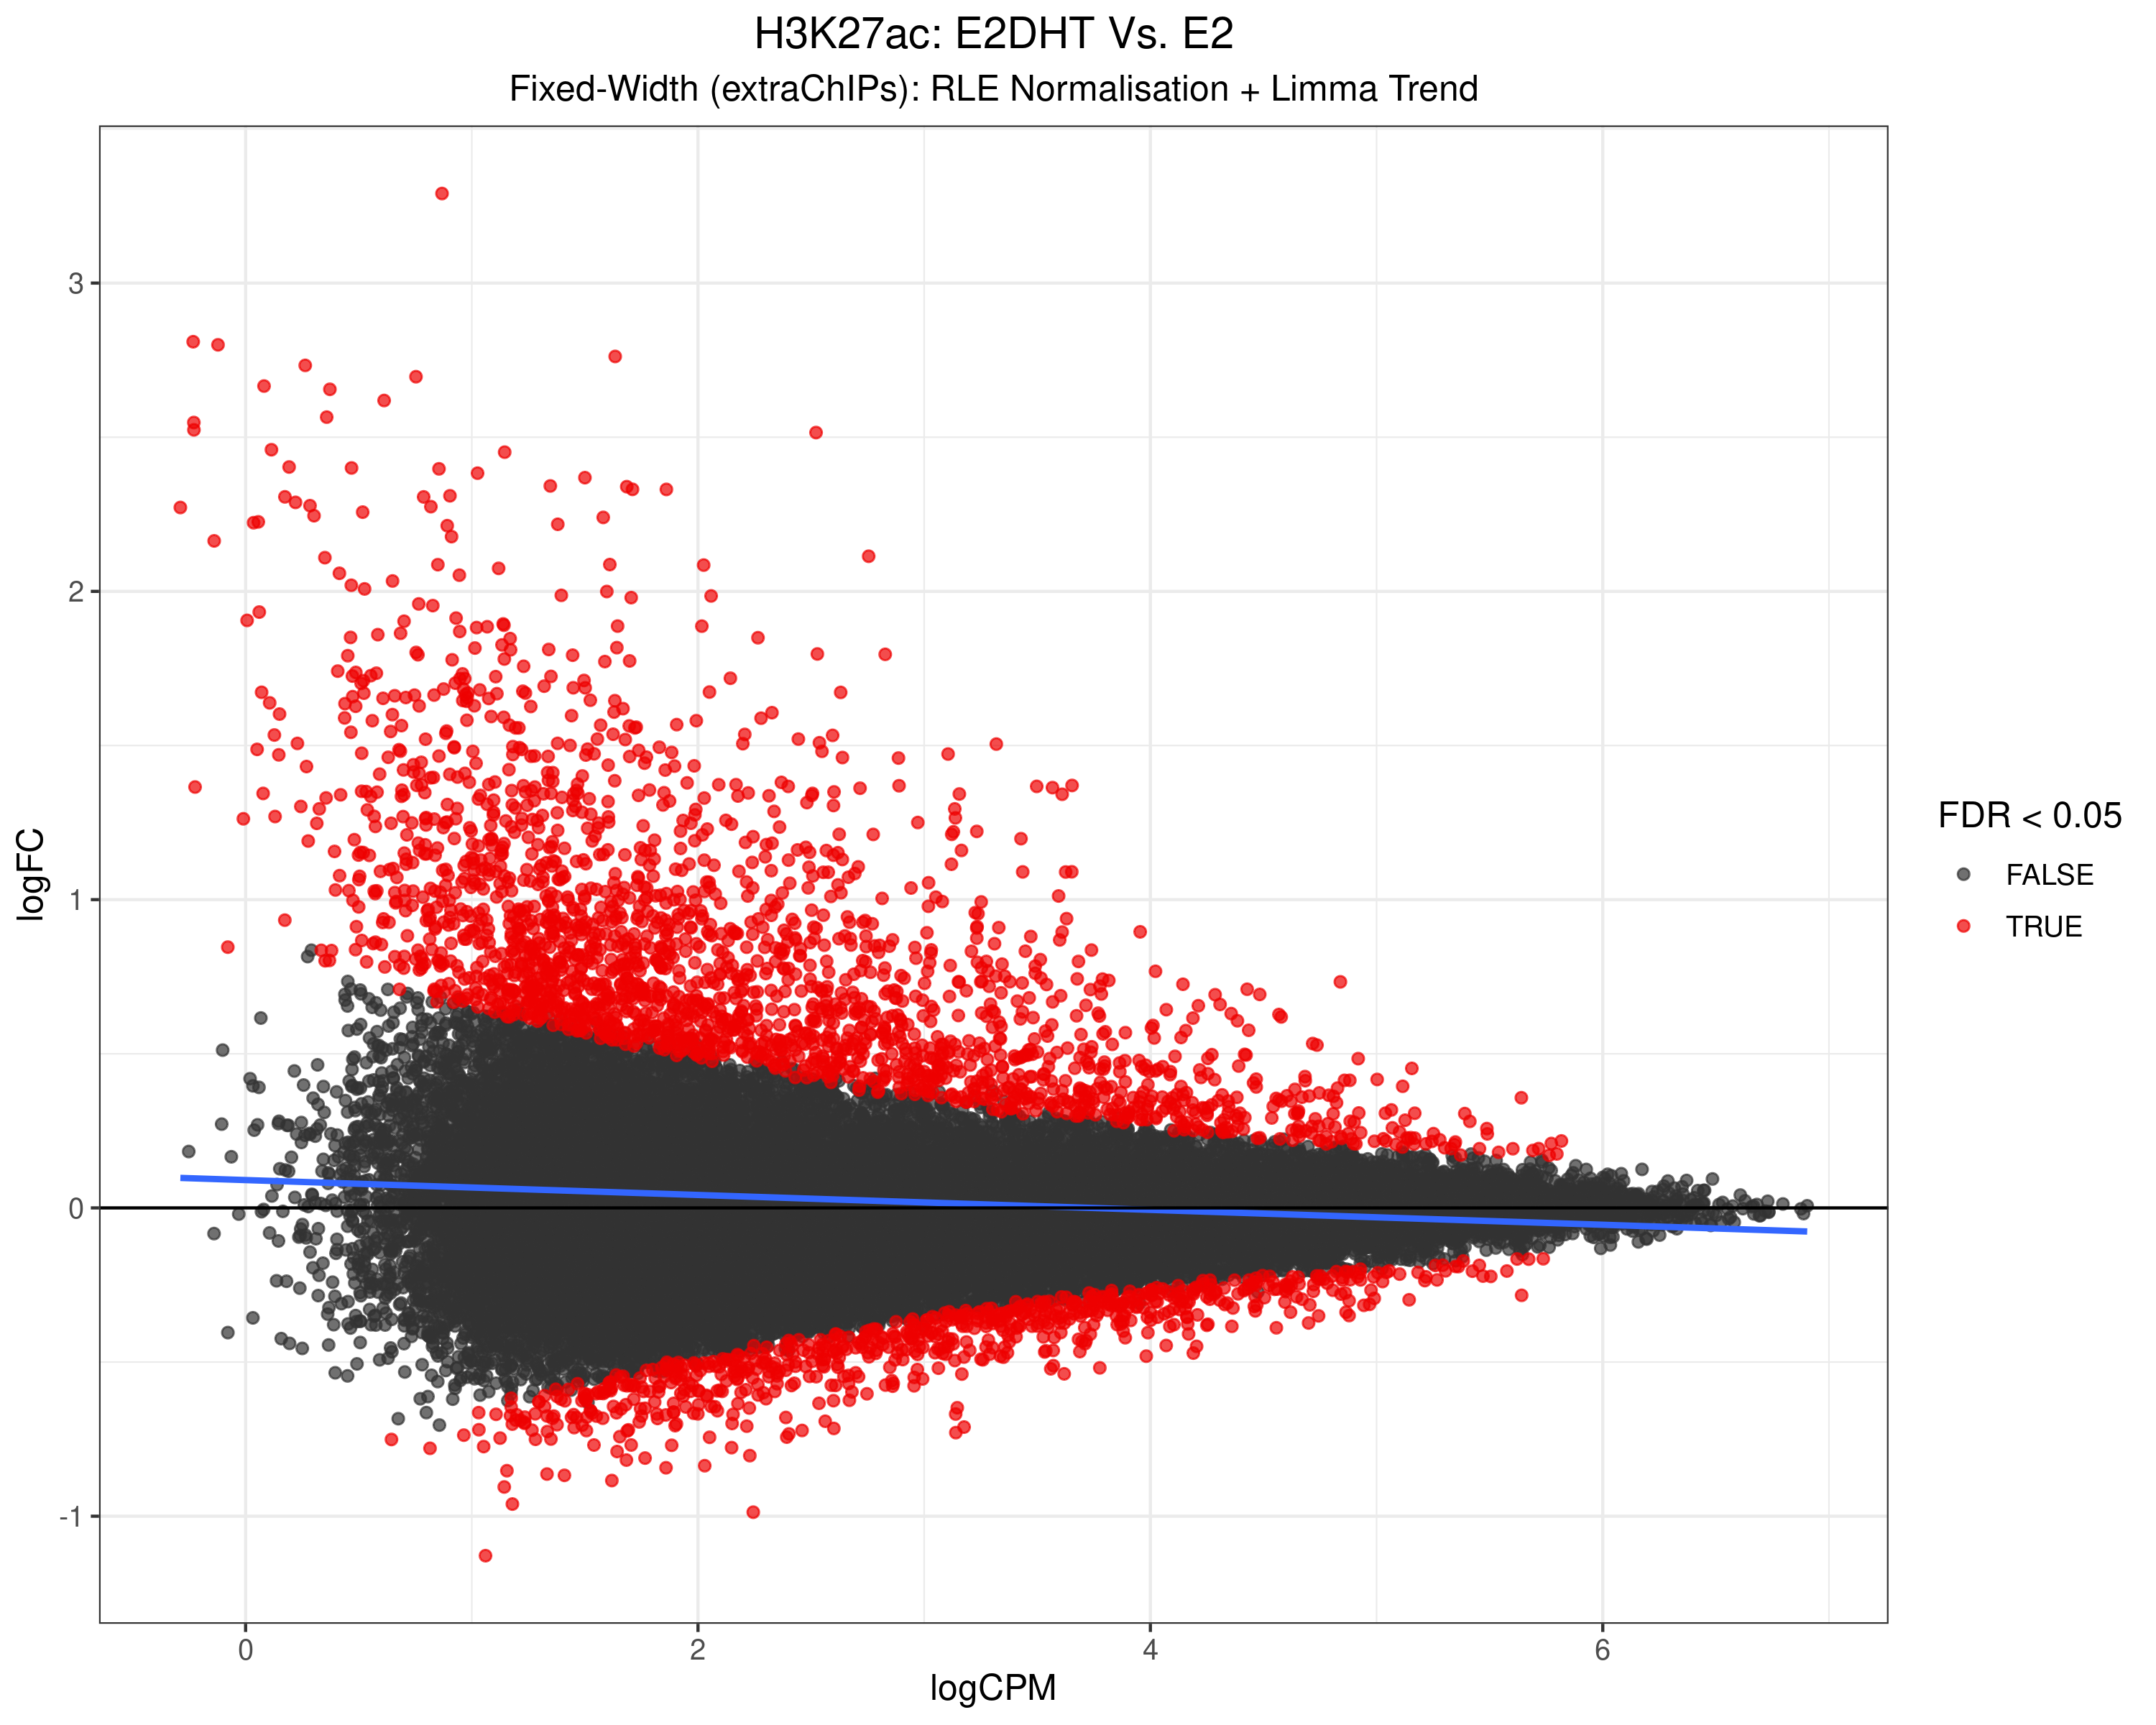 H3K27ac: E2DHT Vs. E2
Fixed-Width (extraChIPs): RLE Normalisation + Limma Trend
3
2
1
0
-1
logFC
0
2
4
6
logCPM
FDR < 0.05
FALSE
TRUE